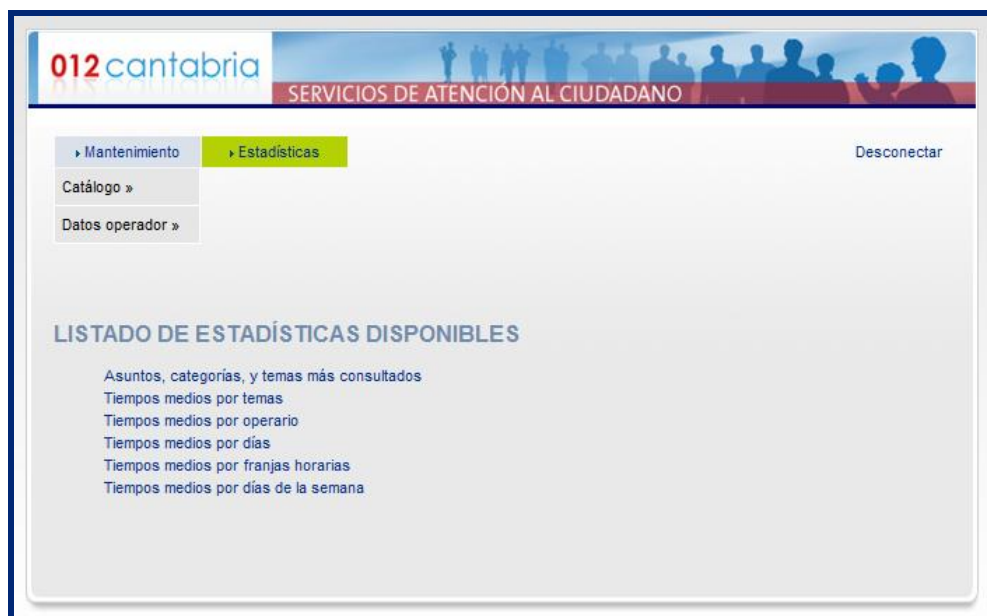 012 cantabria
SERVICIOS DE ATENCIÓN AL CIUDADANO
Mantenimiento Estadísticas Desconectar
Catálogo »
Datos operador »
LISTADO DE ESTADÍSTICAS DISPONIBLES
Asuntos, categorías, y temas más consultados
Tiempos medios por temas
Tiempos medios por operario
Tiempos medios por días
Tiempos medios por franjas horarias
Tiempos medios por días de la semana